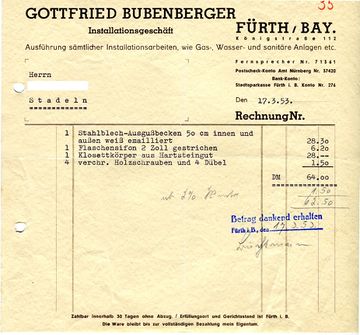 35
GOTTFRIED BUBENBERGER
Installationsgeschäft
FÜRTH/BAY.
Königstraße 112
Ausführung sämtlicher Installationsarbeiten, wie Gas-, Wasser- und sanitäre Anlagen etc.
Fernsprecher Nr. 71361
Postscheck-Konto Amt Nürnberg Nr. 57420
Bank-Konto:
Stadtsparkasse Fürth i. B. Konto Nr. 276
Herrn
Stadeln
Den 17.3.53.
Rechnung Nr.
1 Stahlblech-Ausgußbecken 50 cm innen und
außen weiß emailliert 28.30
1 Flaschensifon 2 Zoll gestrichen 6.20
1 Klosettkörper aus Hartsteingut 28.--
4 verchr. Holzschrauben und 4 Dübel 1.50
DM 64.00
2% 1.50
62.50
Betrag dankend erhalten
Fürth i.B., den 17.3.53
Zahlbar innerhalb 30 Tagen ohne Abzug. / Erfüllungsort und Gerichtstand ist Fürth i. B.
Die Ware bleibt bis zur vollständigen Bezahlung mein Eigentum.